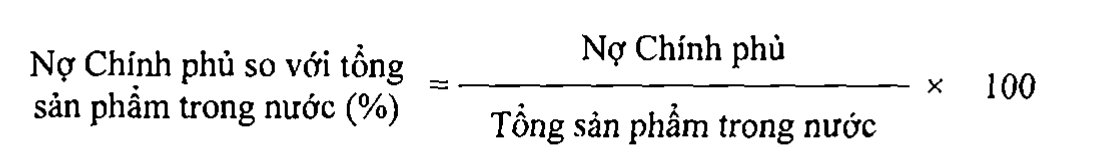 Nợ Chính phủ so với tổng
sản phẩm trong nước (%)
=
Nợ Chính phủ
Tổng sản phẩm trong nước
× 100